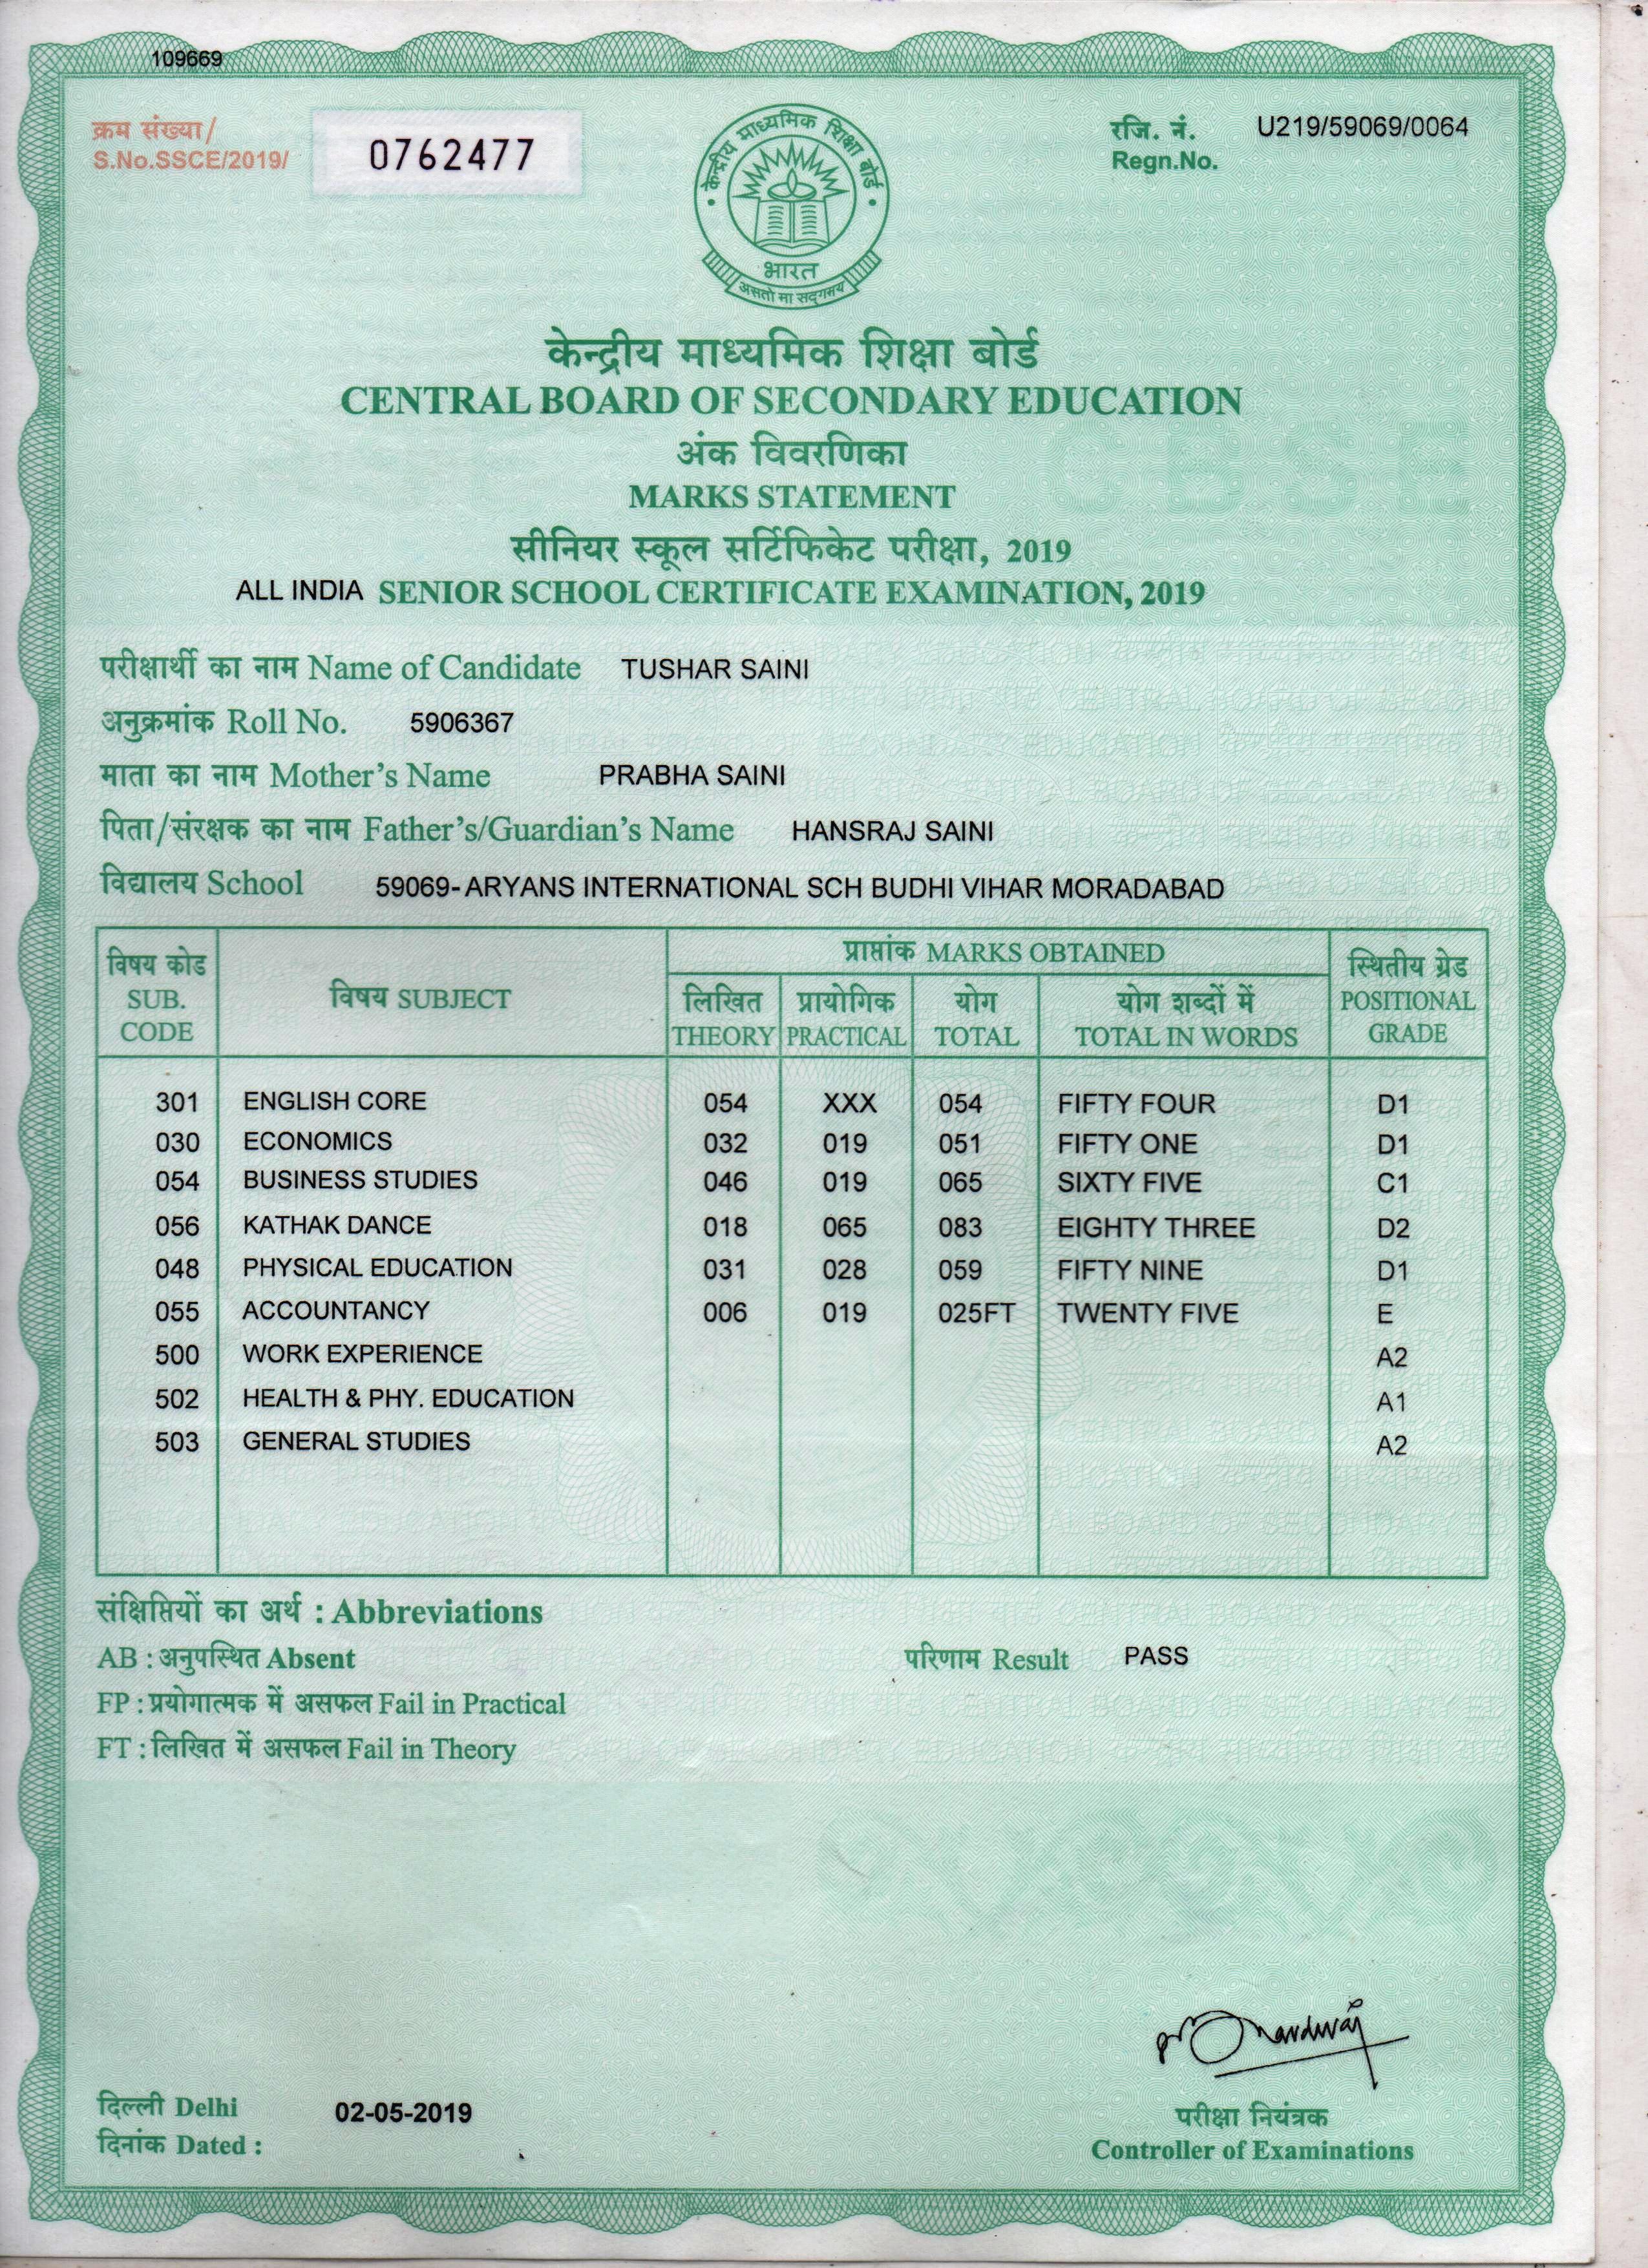 109669
क्रम संख्या/
S.No.SSCE/2019/ 0762477
रजि. नं. U219/59069/0064
Regn.No.
केन्द्रीय माध्यमिक शिक्षा बोर्ड
भारत
असतो मा सद्गमय
केन्द्रीय माध्यमिक शिक्षा बोर्ड
CENTRAL BOARD OF SECONDARY EDUCATION
अंक विवरणिका
MARKS STATEMENT
सीनियर स्कूल सर्टिफिकेट परीक्षा, 2019
ALL INDIA SENIOR SCHOOL CERTIFICATE EXAMINATION, 2019
परीक्षार्थी का नाम Name of Candidate TUSHAR SAINI
अनुक्रमांक Roll No. 5906367
माता का नाम Mother's Name PRABHA SAINI
पिता/संरक्षक का नाम Father's/Guardian's Name HANSRAJ SAINI
विद्यालय School 59069- ARYANS INTERNATIONAL SCH BUDHI VIHAR MORADABAD
विषय कोड SUB. CODE
विषय SUBJECT
प्राप्तांक MARKS OBTAINED
लिखित THEORY
प्रायोगिक PRACTICAL
योग TOTAL
योग शब्दों में TOTAL IN WORDS
स्थितीय ग्रेड POSITIONAL GRADE
301 ENGLISH CORE 054 XXX 054 FIFTY FOUR D1
030 ECONOMICS 032 019 051 FIFTY ONE D1
054 BUSINESS STUDIES 046 019 065 SIXTY FIVE C1
056 KATHAK DANCE 018 065 083 EIGHTY THREE D2
048 PHYSICAL EDUCATION 031 028 059 FIFTY NINE D1
055 ACCOUNTANCY 006 019 025FT TWENTY FIVE E
500 WORK EXPERIENCE A2
502 HEALTH & PHY. EDUCATION A1
503 GENERAL STUDIES A2
संक्षिप्तियों का अर्थ : Abbreviations
AB : अनुपस्थित Absent
परिणाम Result PASS
FP : प्रयोगात्मक में असफल Fail in Practical
FT : लिखित में असफल Fail in Theory
दिल्ली Delhi 02-05-2019
दिनांक Dated :
परीक्षा नियंत्रक
Controller of Examinations